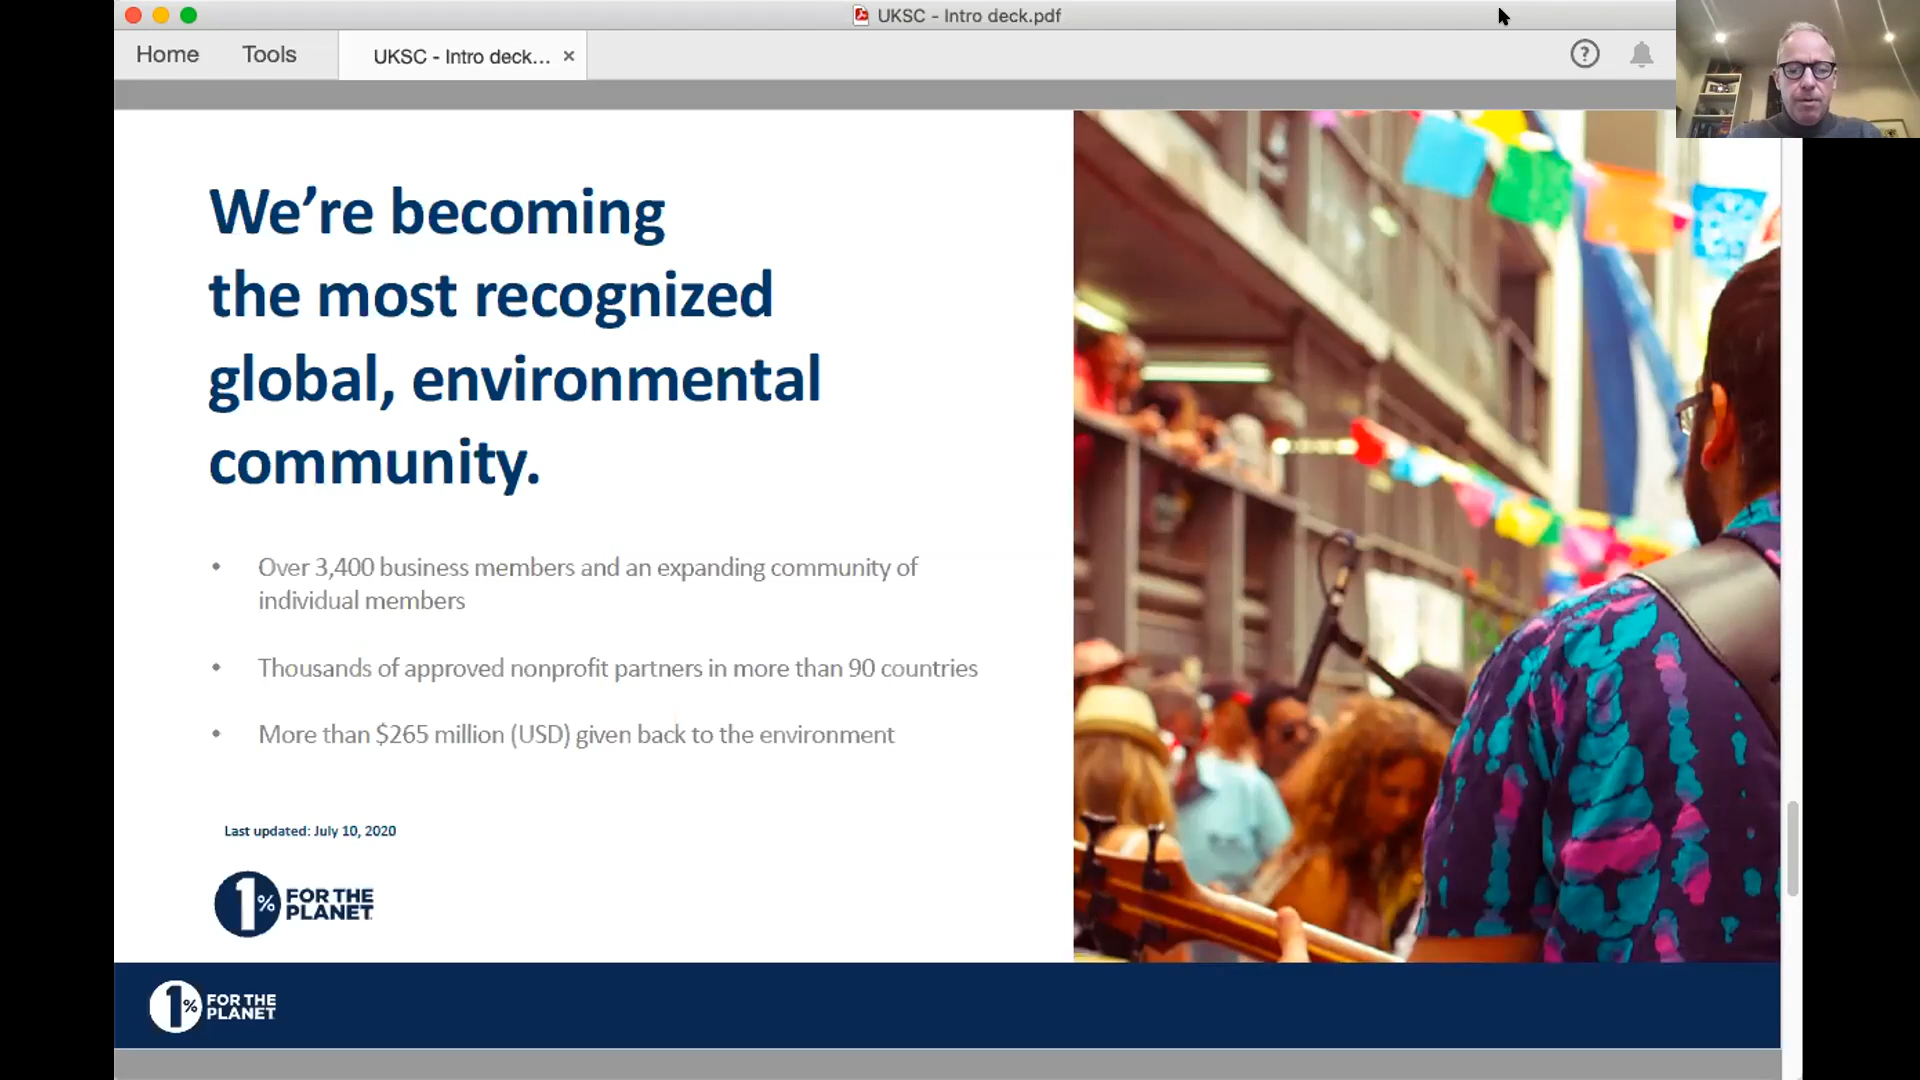 UKSC - Intro deck.pdf
Home
Tools
UKSC - Intro deck...
We’re becoming
the most recognized
global, environmental
community.
• Over 3,400 business members and an expanding community of
individual members
• Thousands of approved nonprofit partners in more than 90 countries
• More than $265 million (USD) given back to the environment
Last updated: July 10, 2020
1% FOR THE
PLANET
1% FOR THE
PLANET